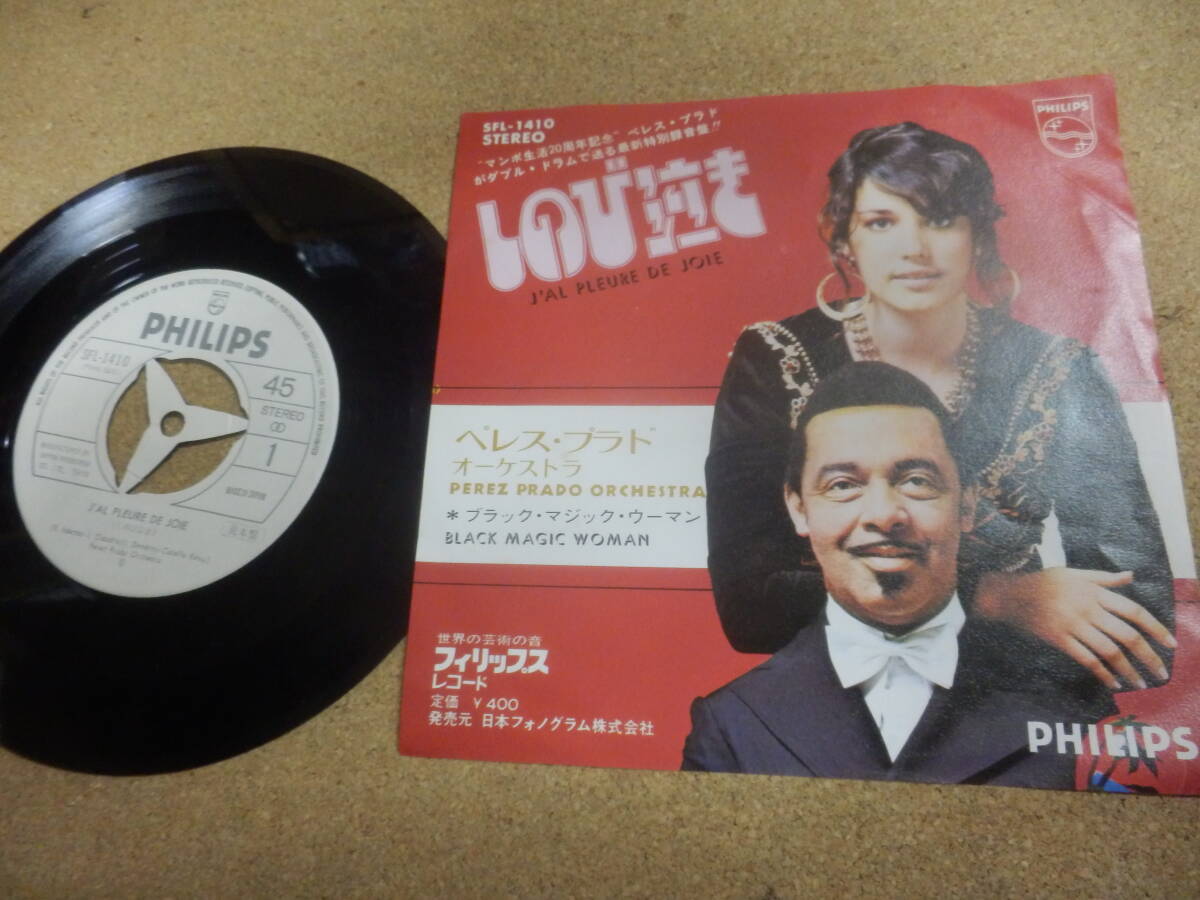 PHILIPS
SFL-1410
45
STEREO
1
J'AL PLEURE DE JOIE
見本盤
Perez Prado Orchestra
SFL-1410
STEREO
"マンボ生活20周年記念" ペレス・プラド
がダブル・ドラムで送る最新特別録音盤!!
J'AL PLEURE DE JOIE
PHILIPS
ペレス・プラド
オーケストラ
PEREZ PRADO ORCHESTRA
* ブラック・マジック・ウーマン
BLACK MAGIC WOMAN
世界の芸術の音
フィリップス
レコード
定価 ¥400
発売元 日本フォノグラム株式会社
PHILIPS